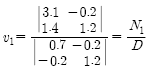 v₁ = |3.1 −0.2; 1.4 1.2| / |0.7 −0.2; −0.2 1.2| = N₁ / D